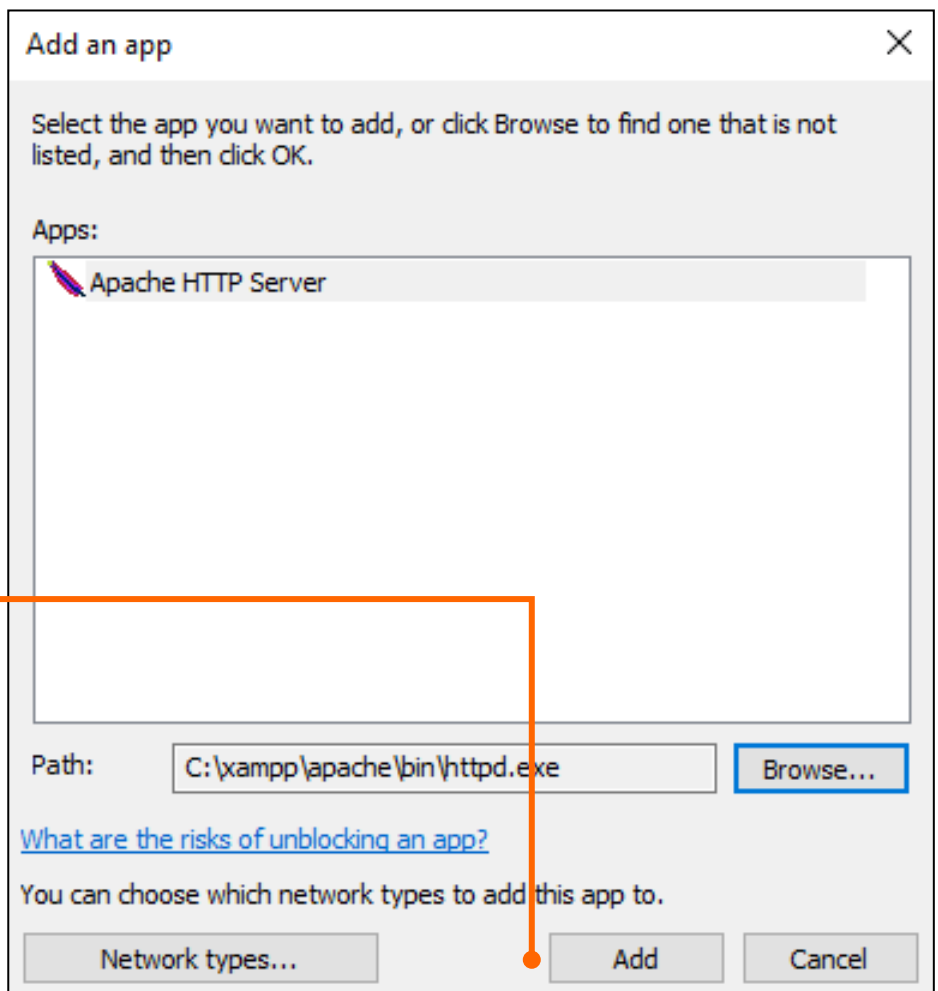 Add an app
Select the app you want to add, or click Browse to find one that is not
listed, and then click OK.
Apps:
Apache HTTP Server
Path:
C:\xampp\apache\bin\httpd.exe
Browse...
What are the risks of unblocking an app?
You can choose which network types to add this app to.
Network types...
Add
Cancel